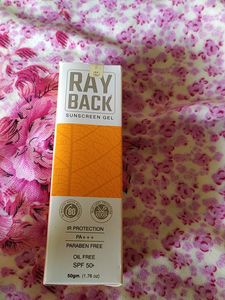 RAY
BACK
SUNSCREEN GEL
IR PROTECTION
PA+++
PARABEN FREE
OIL FREE
SPF 50+
50gm. (1.76 oz)